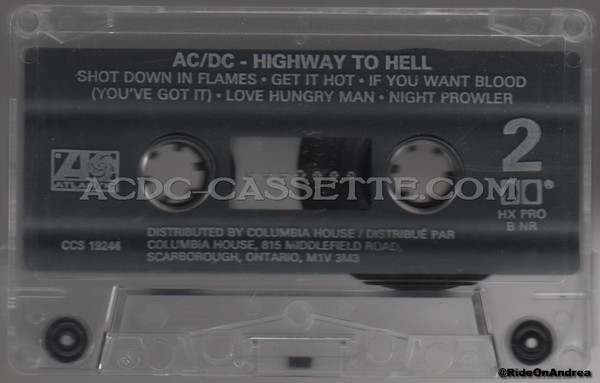 AC/DC - HIGHWAY TO HELL
SHOT DOWN IN FLAMES • GET IT HOT • IF YOU WANT BLOOD
(YOU'VE GOT IT) • LOVE HUNGRY MAN • NIGHT PROWLER
2
ATLANTIC
ACDC-CASSETTE.COM
HX PRO
B NR
DISTRIBUTED BY COLUMBIA HOUSE / DISTRIBUÉ PAR
CCS 19244
COLUMBIA HOUSE, 815 MIDDLEFIELD ROAD,
SCARBOROUGH, ONTARIO, M1V 3M3
@RideOnAndrea